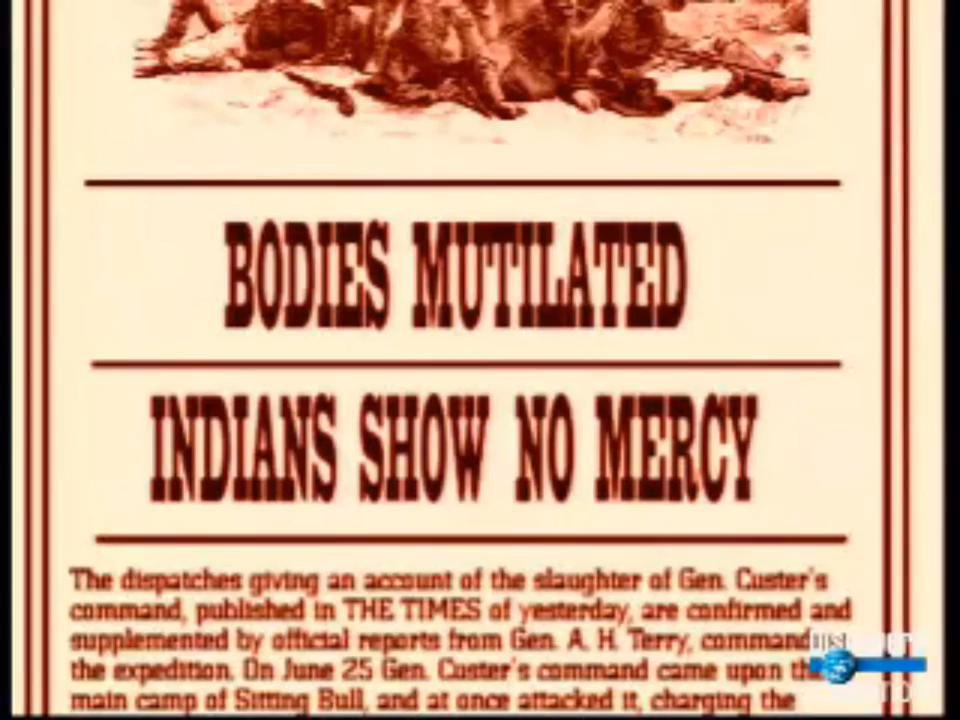 BODIES MUTILATED
INDIANS SHOW NO MERCY
The dispatches giving an account of the slaughter of Gen. Custer's
command, published in THE TIMES of yesterday, are confirmed and
supplemented by official reports from Gen. A. H. Terry,
the expedition. On June 25 Gen. Custer's command came upon
main camp of Sitting Bull, and at once attacked it, charging the